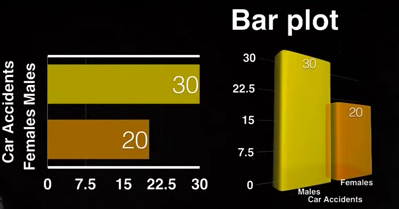 Bar plot
Car Accidents
Females Males
30
20
0 7.5 15 22.5 30
30
22.5
15
7.5
0
30
20
Males
Females
Car Accidents